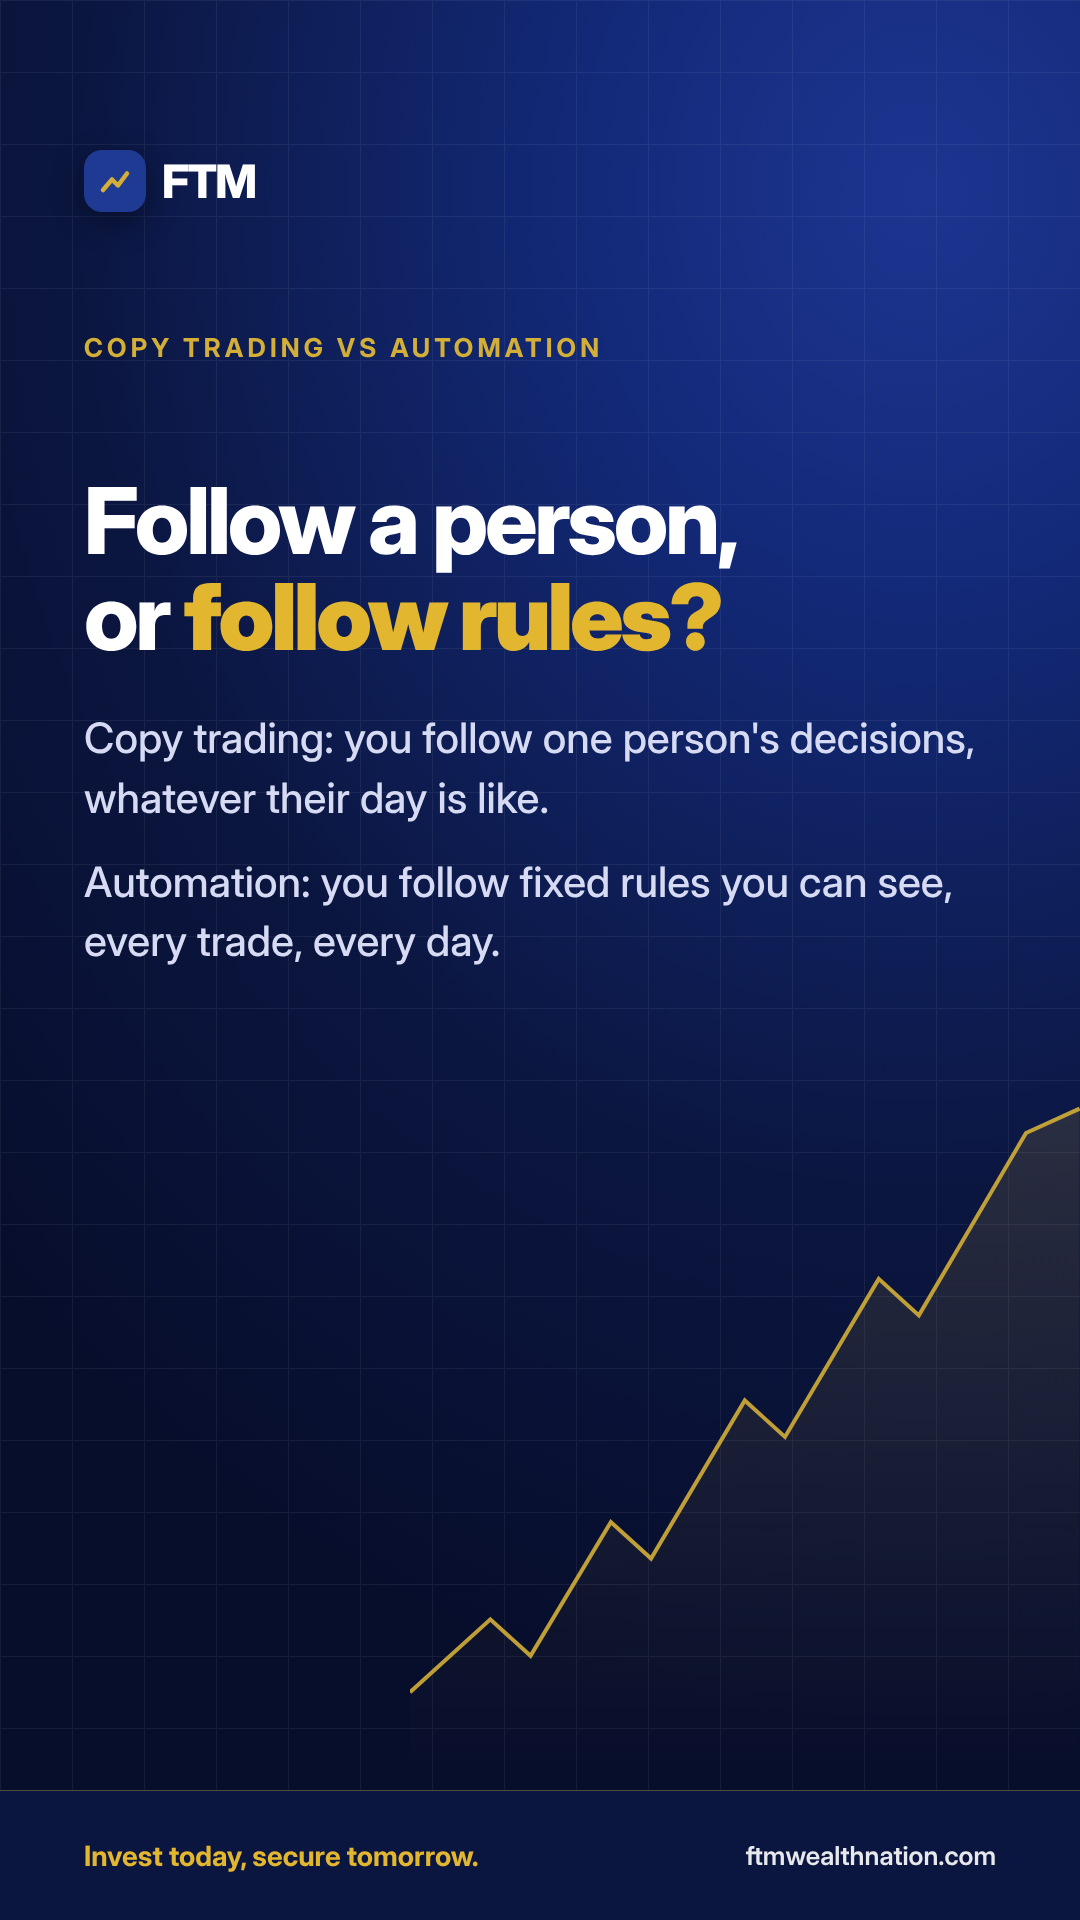 FTM
COPY TRADING VS AUTOMATION
Follow a person,
or follow rules?
Copy trading: you follow one person's decisions,
whatever their day is like.
Automation: you follow fixed rules you can see,
every trade, every day.
Invest today, secure tomorrow.
ftmwealthnation.com